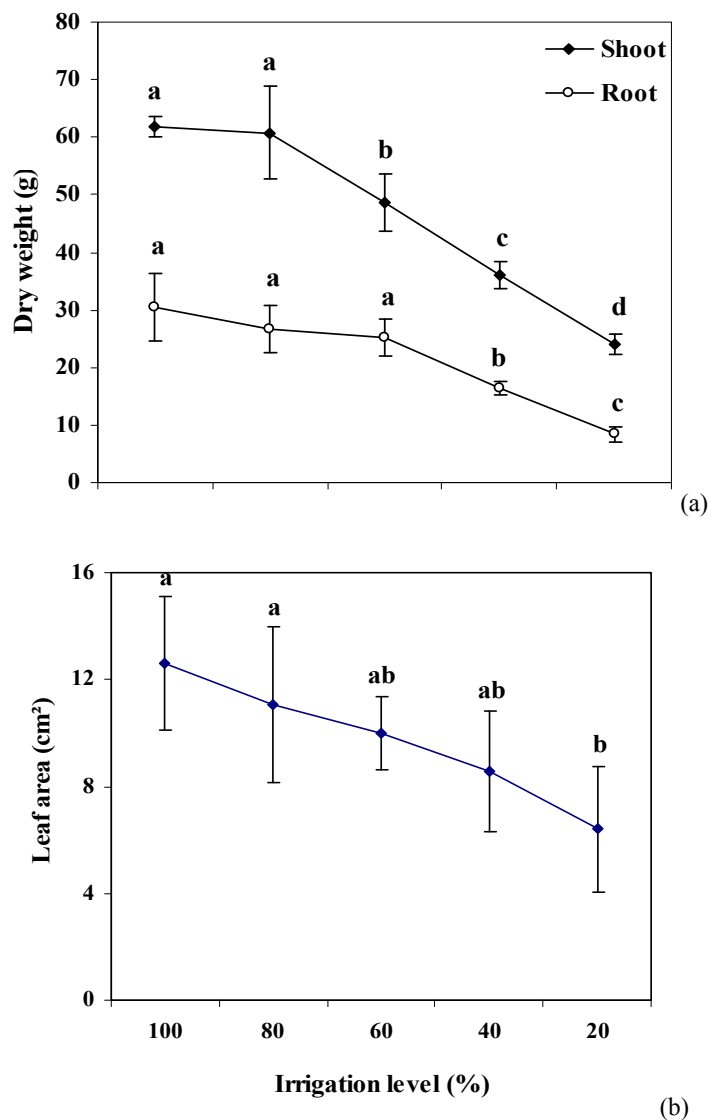 80
70
60
50
40
30
20
10
0
Dry weight (g)
Shoot
Root
a
a
b
c
d
a
a
a
b
c
(a)
16
12
8
4
0
Leaf area (cm²)
a
a
ab
ab
b
100 80 60 40 20
Irrigation level (%)
(b)